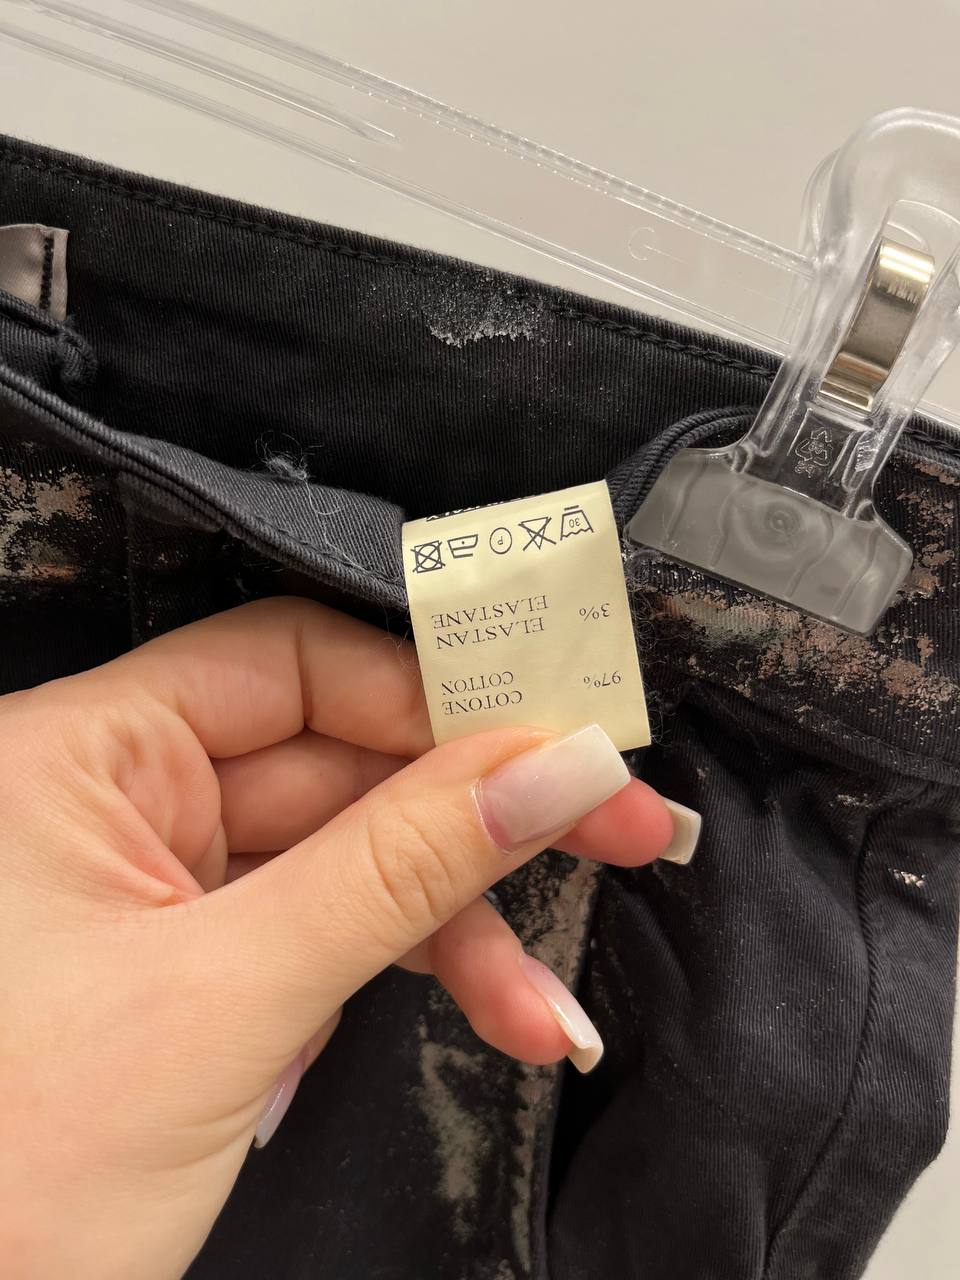 97% COTONE
COTTON
3% ELASTAN
ELASTANE
30 P